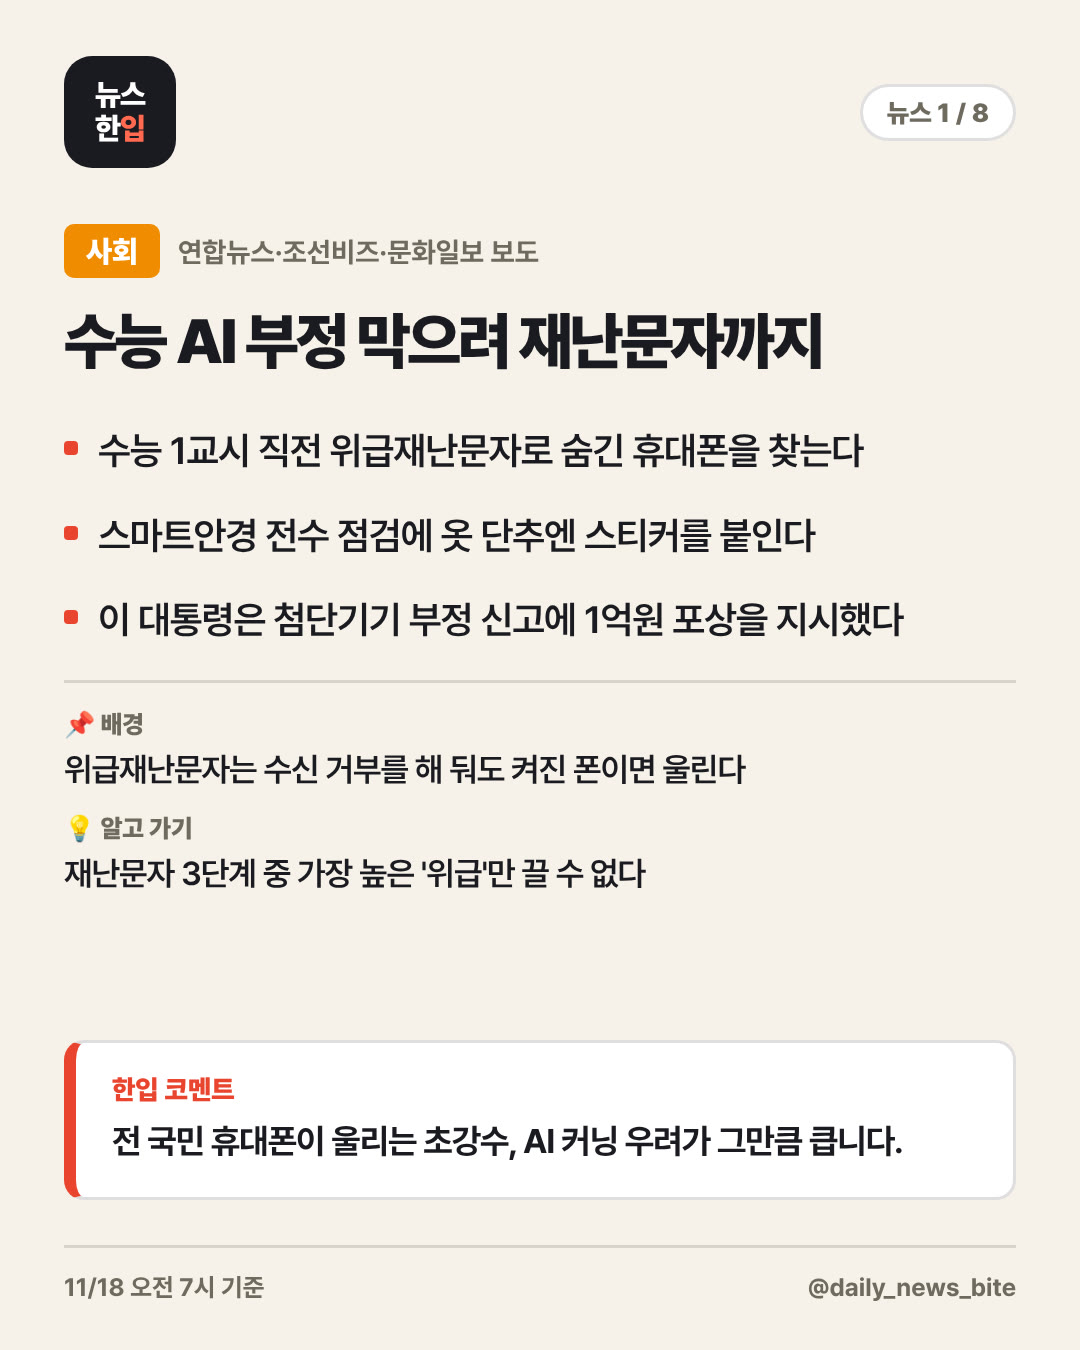 뉴스
한입
뉴스 1 / 8
사회
연합뉴스·조선비즈·문화일보 보도
수능 AI 부정 막으려 재난문자까지
수능 1교시 직전 위급재난문자로 숨긴 휴대폰을 찾는다
스마트안경 전수 점검에 옷 단추엔 스티커를 붙인다
이 대통령은 첨단기기 부정 신고에 1억원 포상을 지시했다
📌 배경
위급재난문자는 수신 거부를 해 둬도 켜진 폰이면 울린다
💡 알고 가기
재난문자 3단계 중 가장 높은 '위급'만 끌 수 없다
한입 코멘트
전 국민 휴대폰이 울리는 초강수, AI 커닝 우려가 그만큼 큽니다.
11/18 오전 7시 기준
@daily_news_bite